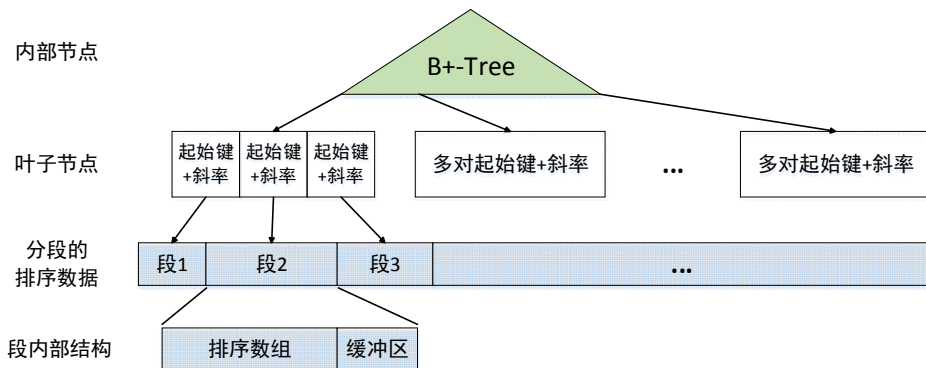 内部节点
B+-Tree
叶子节点
起始键
+斜率
起始键
+斜率
起始键
+斜率
多对起始键+斜率
...
多对起始键+斜率
分段的
排序数据
段1
段2
段3
...
段内部结构
排序数组
缓冲区